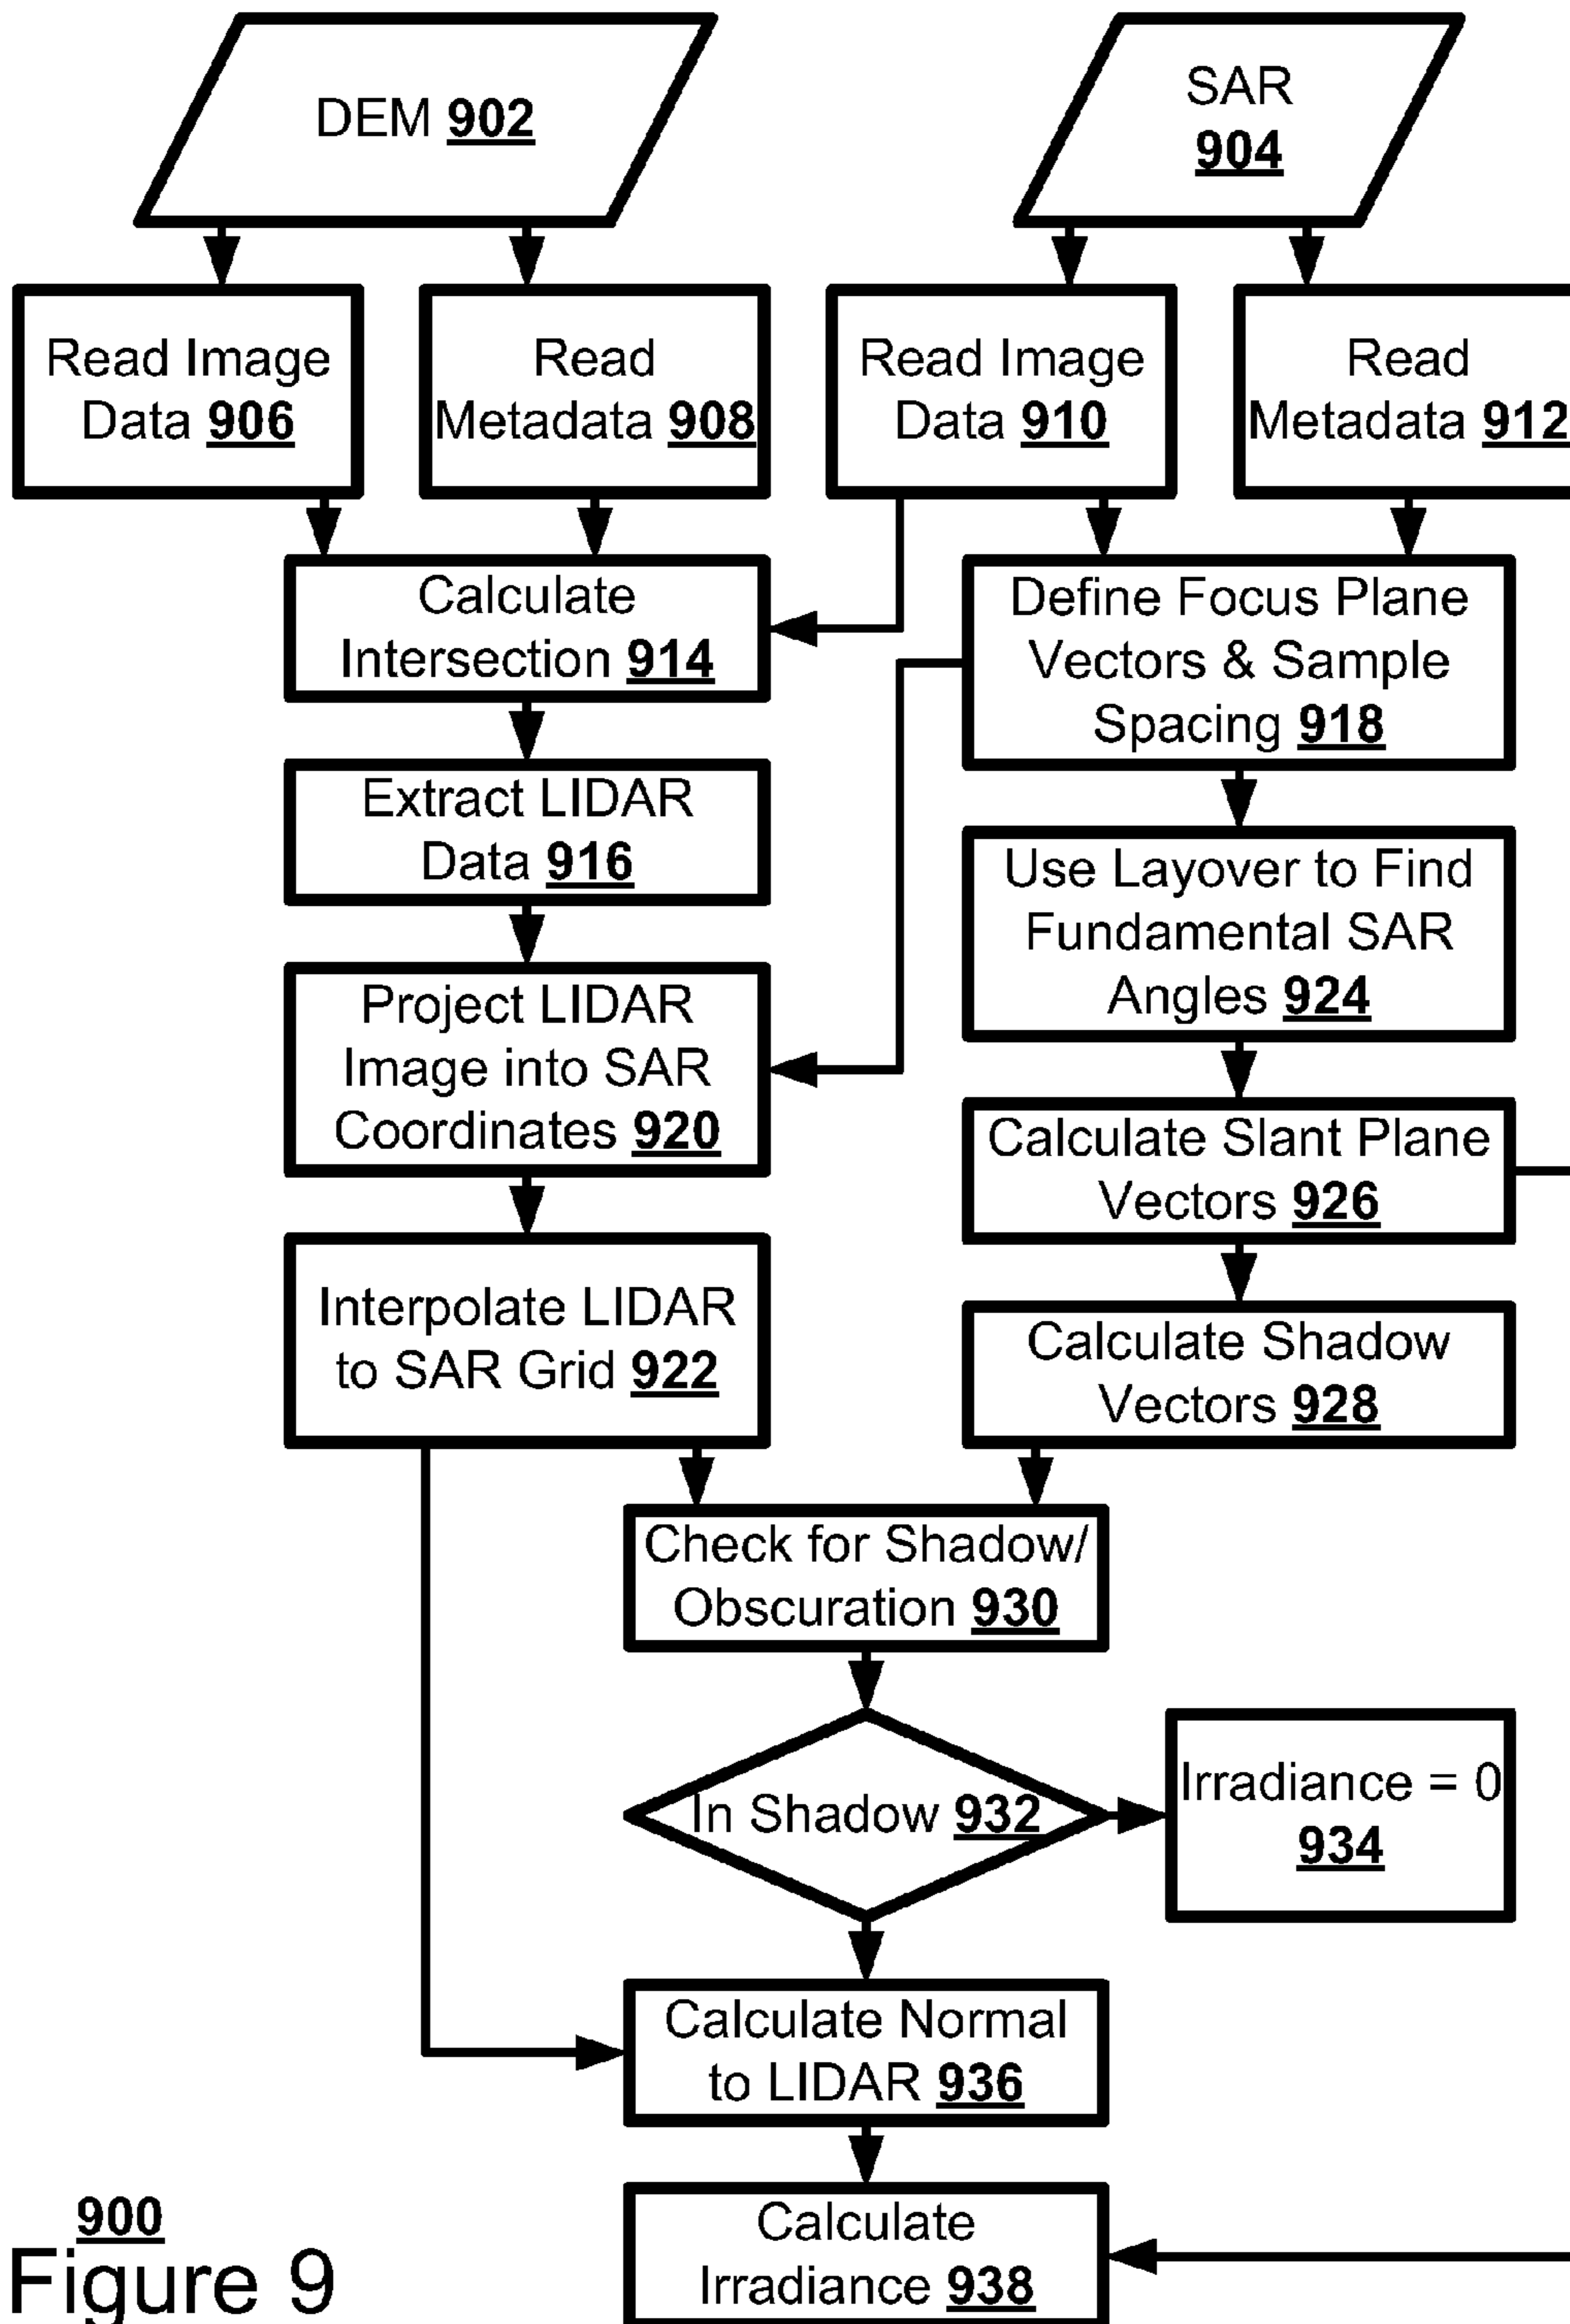 DEM 902
SAR
904
Read Image
Data 906
Read
Metadata 908
Read Image
Data 910
Read
Metadata 912
Calculate
Intersection 914
Define Focus Plane
Vectors & Sample
Spacing 918
Extract LIDAR
Data 916
Use Layover to Find
Fundamental SAR
Angles 924
Project LIDAR
Image into SAR
Coordinates 920
Calculate Slant Plane
Vectors 926
Interpolate LIDAR
to SAR Grid 922
Calculate Shadow
Vectors 928
Check for Shadow/
Obscuration 930
In Shadow 932
Irradiance = 0
934
Calculate Normal
to LIDAR 936
Calculate
Irradiance 938
900
Figure 9